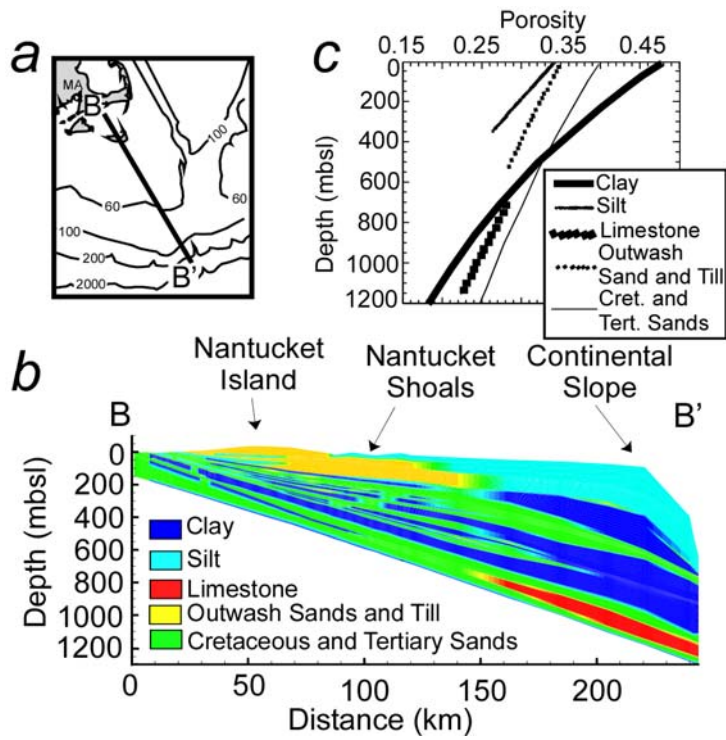 a
MA
B
100
60
60
100
200
2000
B'
c
Porosity
0.15 0.25 0.35 0.45
0
200
400
600
800
1000
1200
Depth (mbsl)
Clay
Silt
Limestone
Outwash
Sand and Till
Cret. and
Tert. Sands
b
Nantucket
Island
Nantucket
Shoals
Continental
Slope
B
B'
0
200
400
600
800
1000
1200
Depth (mbsl)
Clay
Silt
Limestone
Outwash Sands and Till
Cretaceous and Tertiary Sands
0 50 100 150 200
Distance (km)